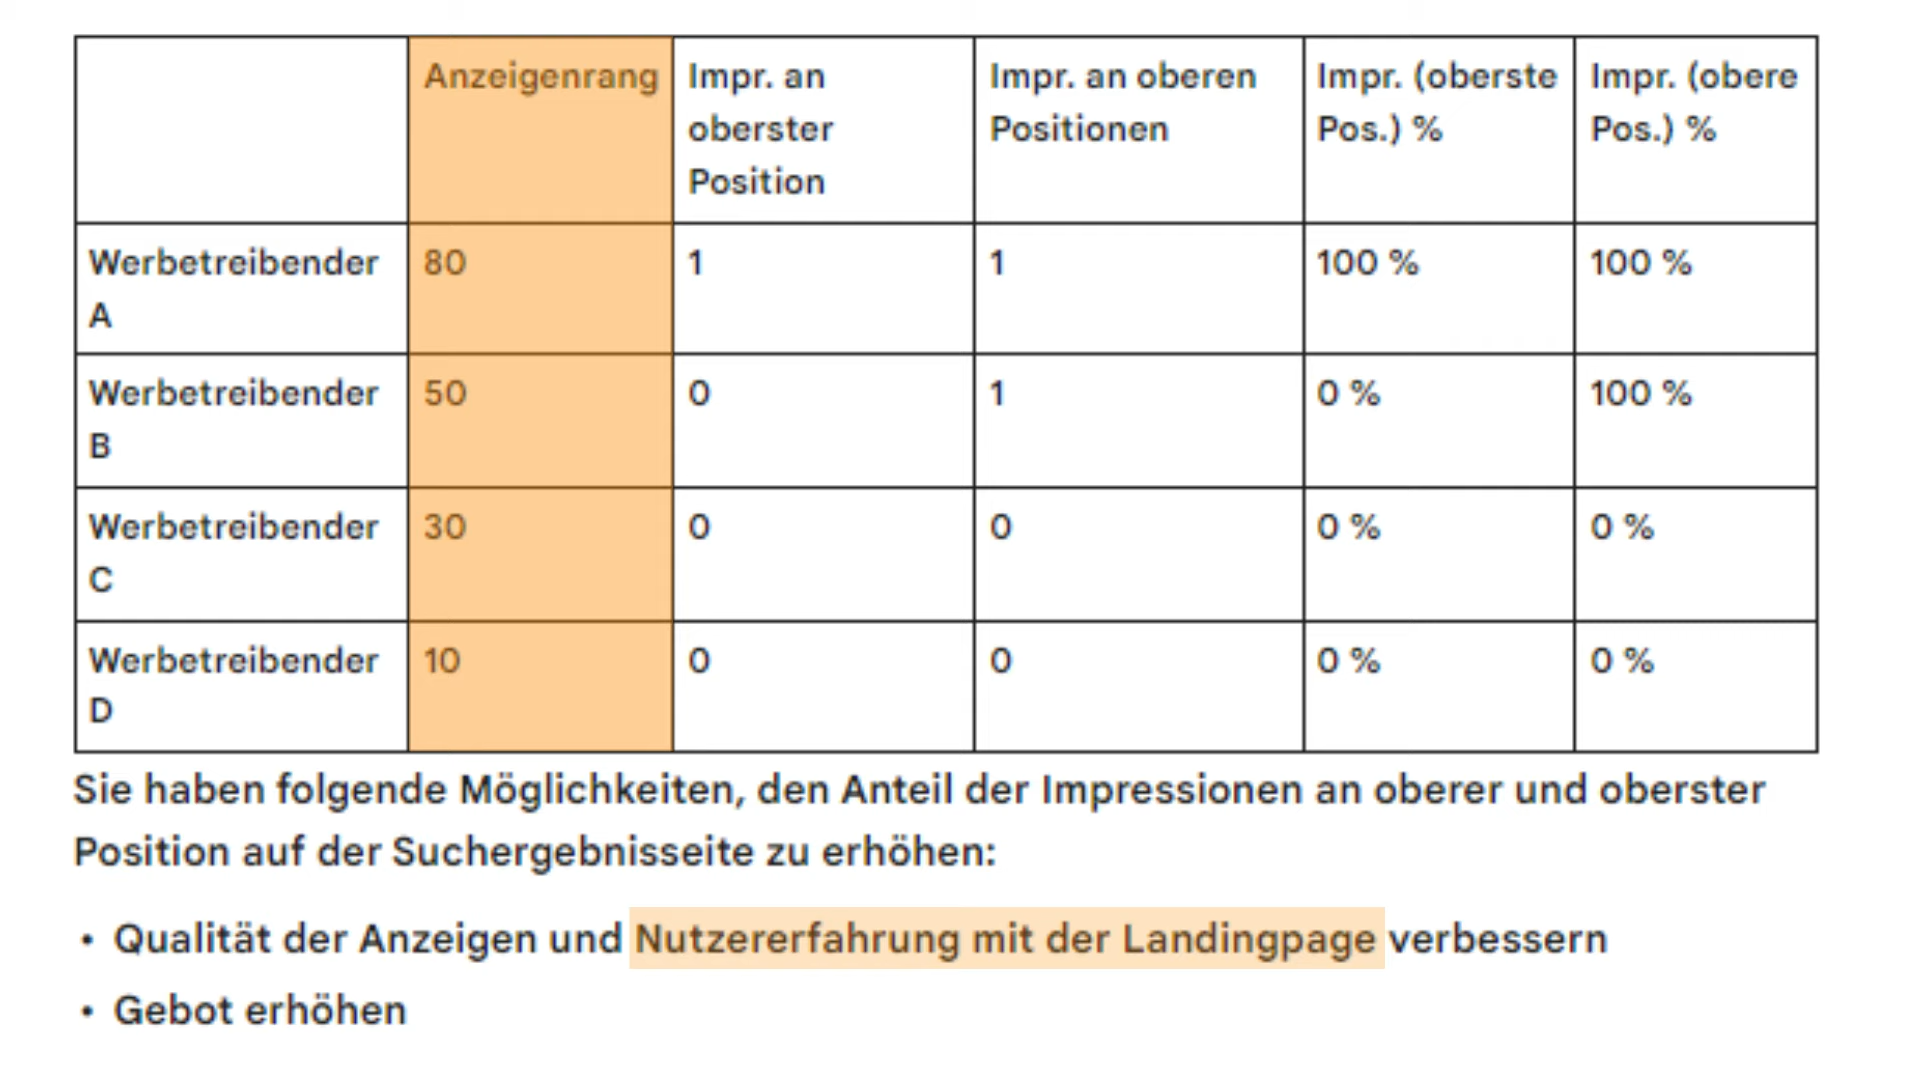 Anzeigenrang Impr. an oberster Position Impr. an oberen Positionen Impr. (oberste Pos.) % Impr. (obere Pos.) %
Werbetreibender A 80 1 1 100 % 100 %
Werbetreibender B 50 0 1 0 % 100 %
Werbetreibender C 30 0 0 0 % 0 %
Werbetreibender D 10 0 0 0 % 0 %
Sie haben folgende Möglichkeiten, den Anteil der Impressionen an oberer und oberster
Position auf der Suchergebnisseite zu erhöhen:
• Qualität der Anzeigen und Nutzererfahrung mit der Landingpage verbessern
• Gebot erhöhen